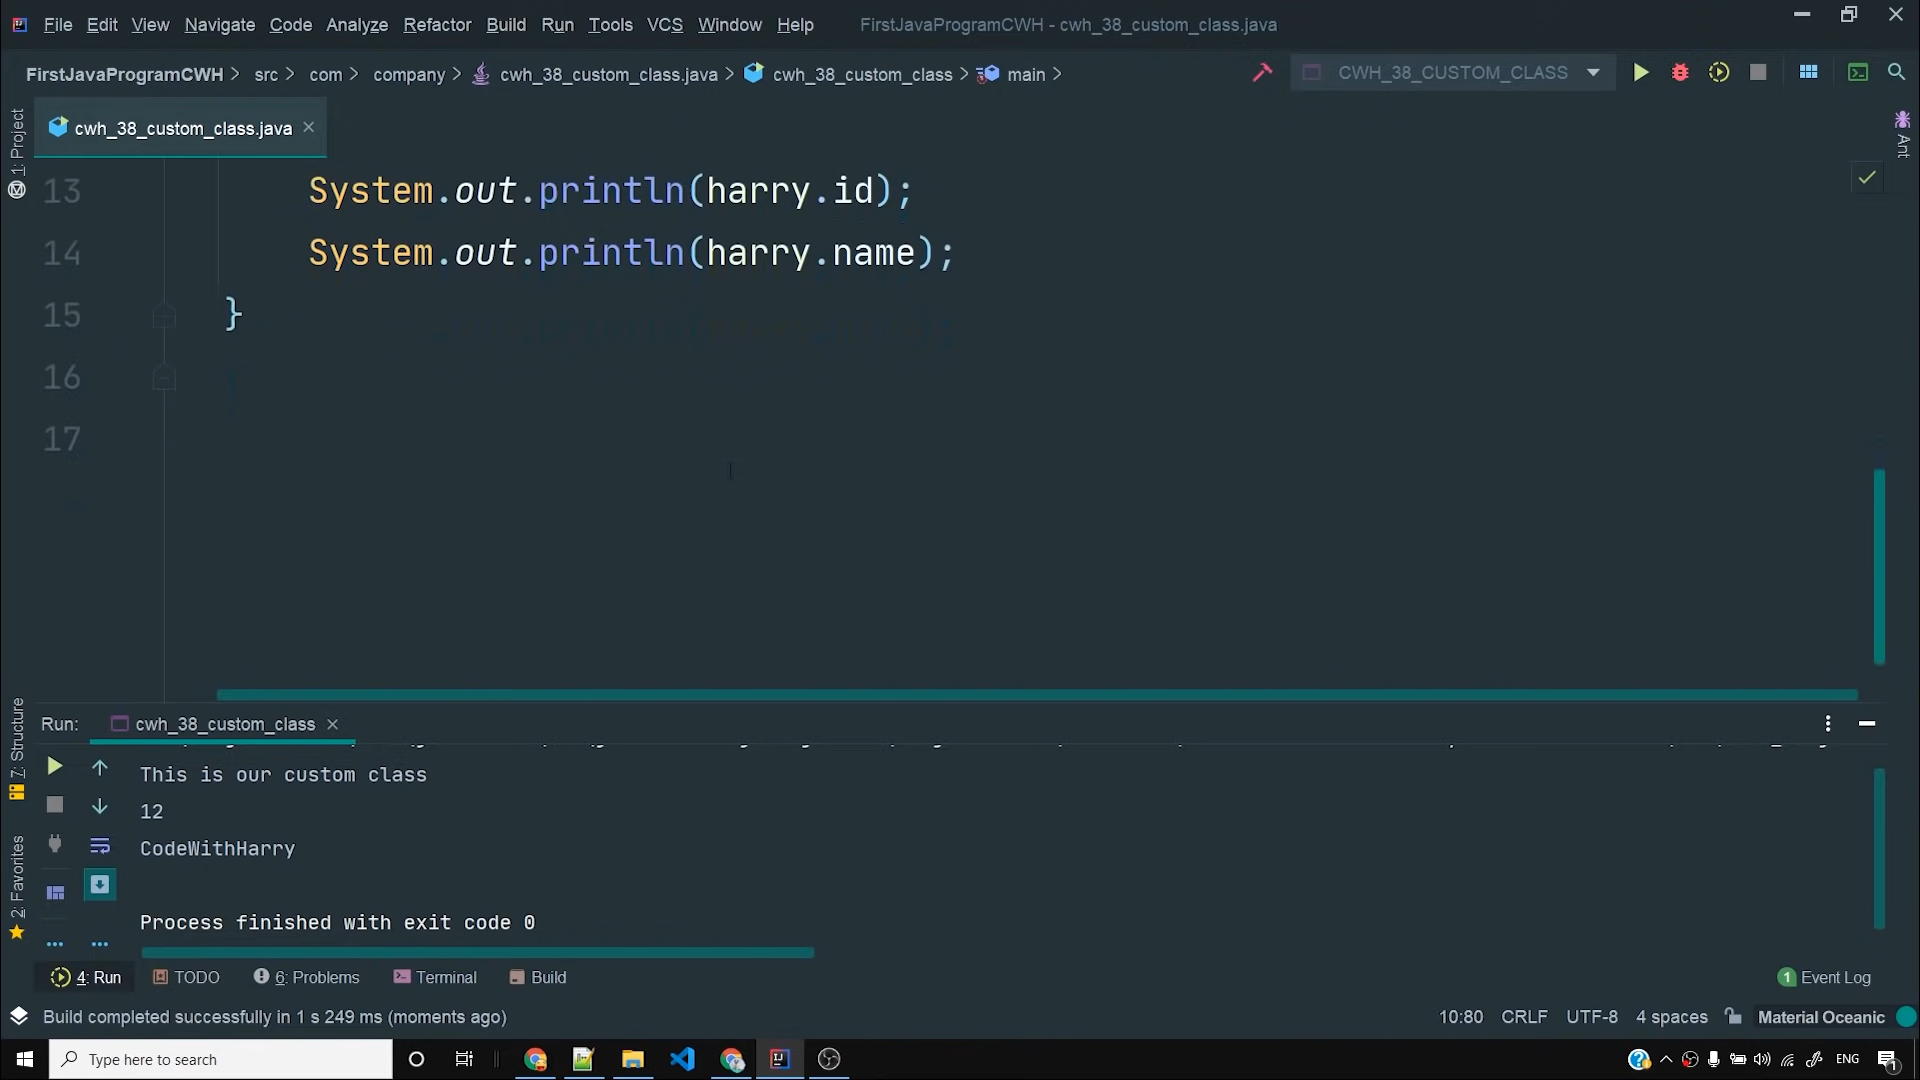 File Edit View Navigate Code Analyze Refactor Build Run Tools VCS Window Help FirstJavaProgramCWH - cwh_38_custom_class.java
FirstJavaProgramCWH src com company cwh_38_custom_class.java cwh_38_custom_class main CWH_38_CUSTOM_CLASS
1: Project
cwh_38_custom_class.java
Ant
13 System.out.println(harry.id);
14 System.out.println(harry.name);
15 }
16
17
7: Structure
2: Favorites
Run: cwh_38_custom_class
This is our custom class
12
CodeWithHarry
Process finished with exit code 0
4: Run TODO 6: Problems Terminal Build 1 Event Log
Build completed successfully in 1 s 249 ms (moments ago) 10:80 CRLF UTF-8 4 spaces Material Oceanic
Type here to search ENG 1